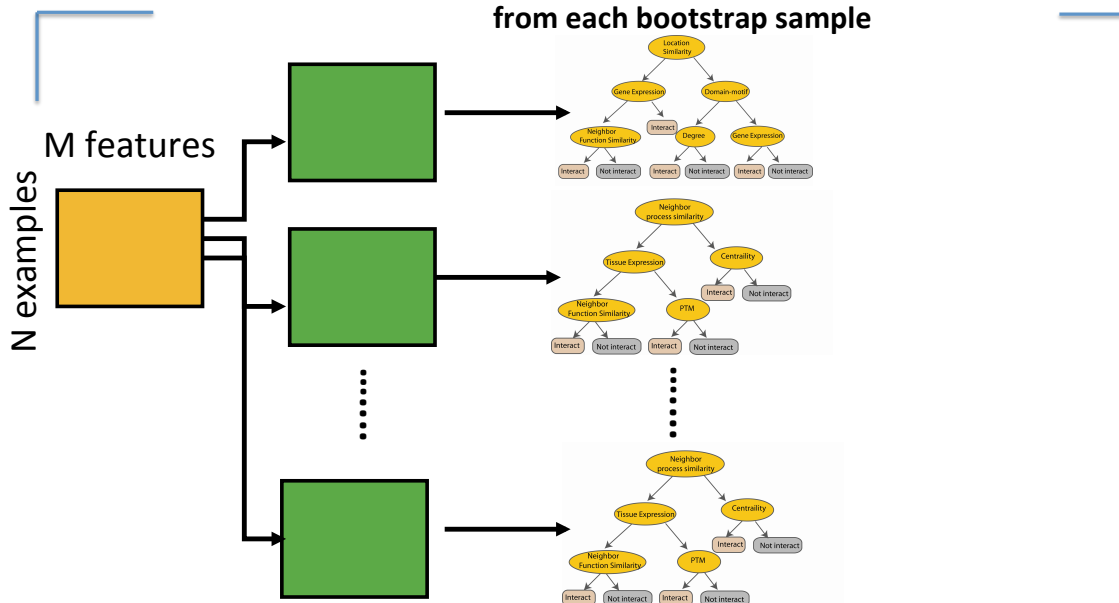 from each bootstrap sample
M features
N examples
Location
Similarity
Gene Expression
Domain-motif
Interact
Neighbor
Function Similarity
Degree
Gene Expression
Interact
Not interact
Interact
Not interact
Interact
Not interact
Neighbor
process similarity
Tissue Expression
Centraility
Interact
Not interact
Neighbor
Function Similarity
PTM
Interact
Not interact
Interact
Not interact
Neighbor
process similarity
Tissue Expression
Centraility
Interact
Not interact
Neighbor
Function Similarity
PTM
Interact
Not interact
Interact
Not interact